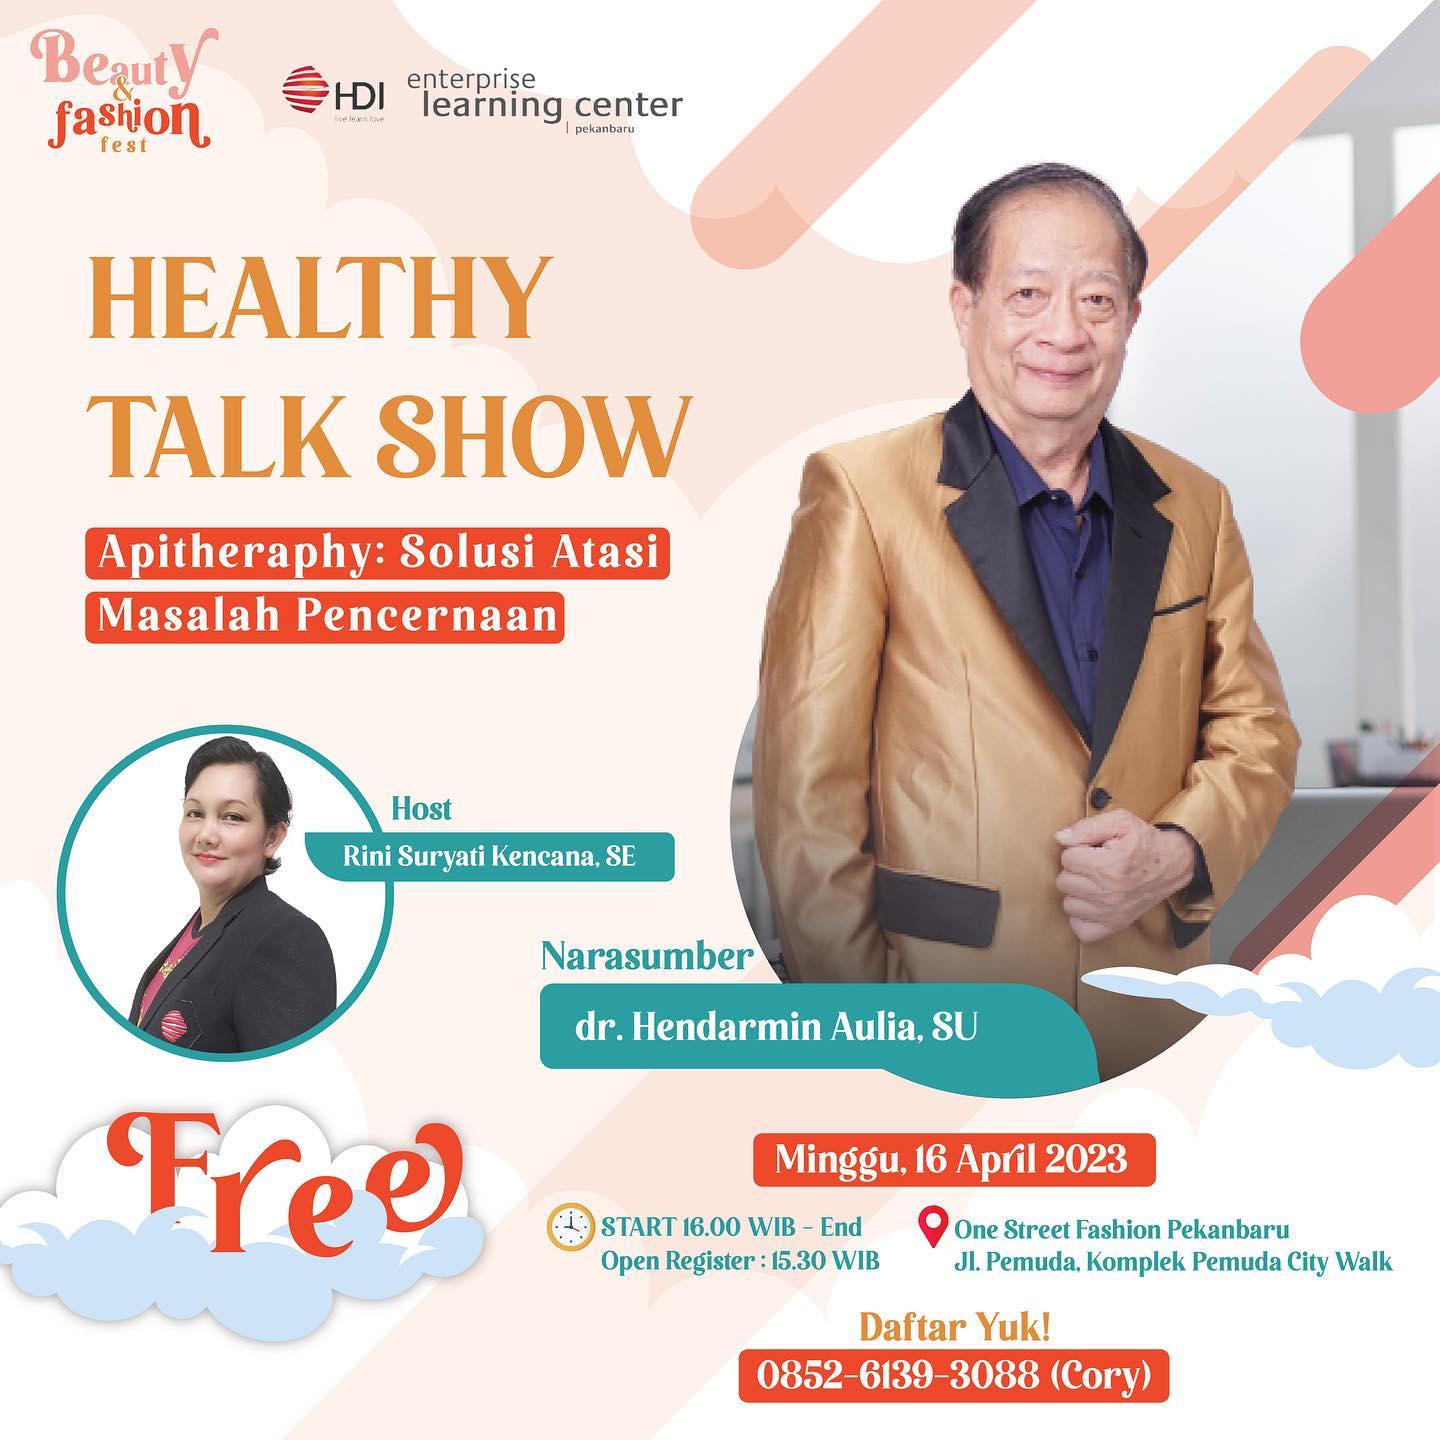 Beauty
&
fashion
fest
HDI
live learn love
enterprise
learning center
pekanbaru
HEALTHY
TALK SHOW
Apitheraphy: Solusi Atasi
Masalah Pencernaan
Host
Rini Suryati Kencana, SE
Narasumber
dr. Hendarmin Aulia, SU
Free
Minggu, 16 April 2023
START 16.00 WIB - End
Open Register : 15.30 WIB
One Street Fashion Pekanbaru
Jl. Pemuda, Komplek Pemuda City Walk
Daftar Yuk!
0852-6139-3088 (Cory)